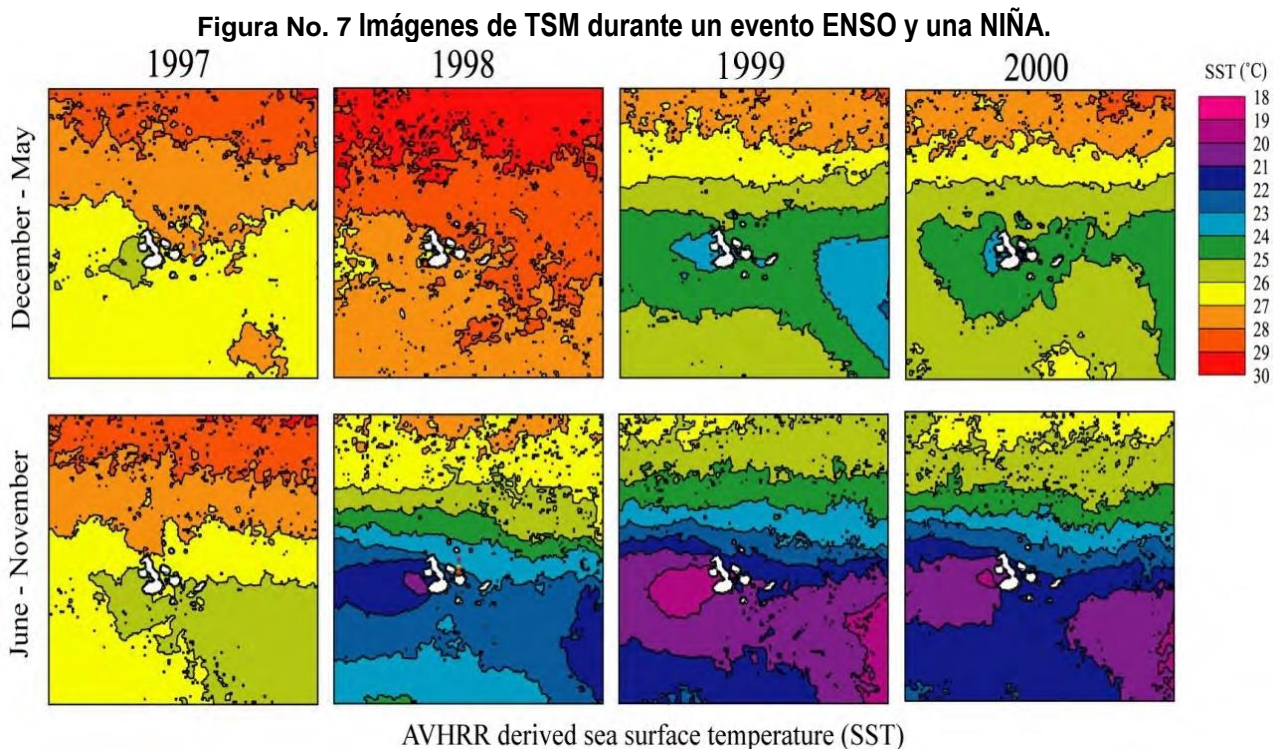 Figura No. 7 Imágenes de TSM durante un evento ENSO y una NIÑA.
1997 1998 1999 2000
SST (˚C)
18
19
20
21
22
23
24
25
26
27
28
29
30
December - May
June - November
AVHRR derived sea surface temperature (SST)